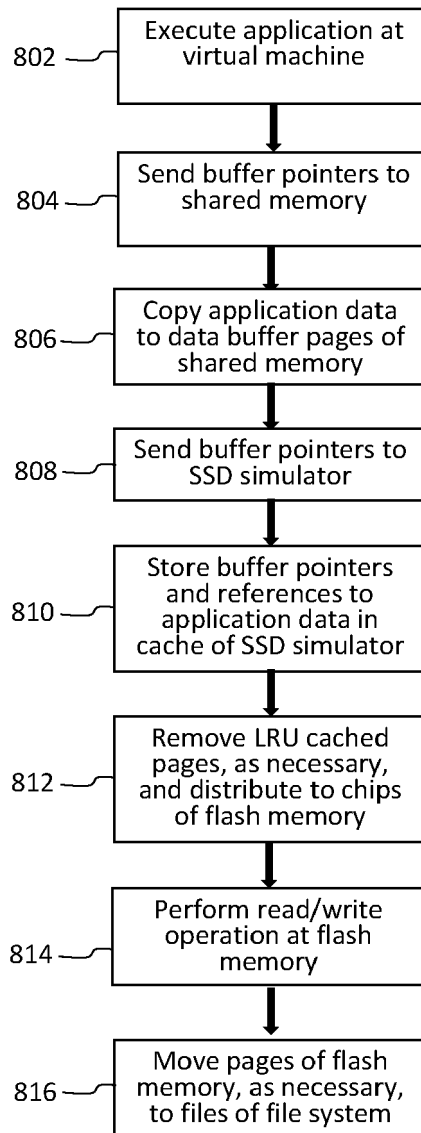 802
Execute application at
virtual machine
804
Send buffer pointers to
shared memory
806
Copy application data
to data buffer pages of
shared memory
808
Send buffer pointers to
SSD simulator
810
Store buffer pointers
and references to
application data in
cache of SSD simulator
812
Remove LRU cached
pages, as necessary,
and distribute to chips
of flash memory
814
Perform read/write
operation at flash
memory
816
Move pages of flash
memory, as necessary,
to files of file system